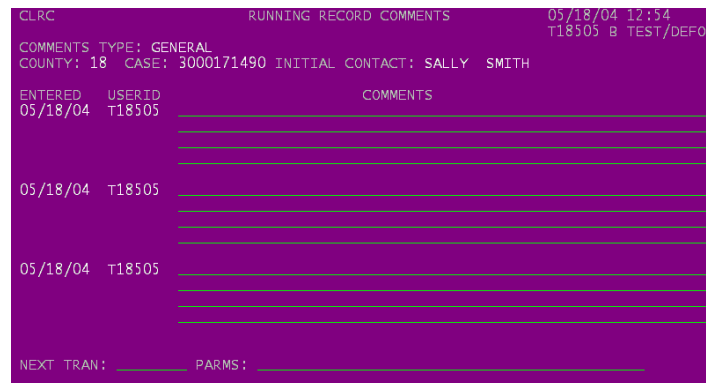 CLRC RUNNING RECORD COMMENTS 05/18/04 12:54
T18505 B TEST/DEFO
COMMENTS TYPE: GENERAL
COUNTY: 18 CASE: 3000171490 INITIAL CONTACT: SALLY SMITH
ENTERED USERID COMMENTS
05/18/04 T18505
05/18/04 T18505
05/18/04 T18505
NEXT TRAN: PARMS: